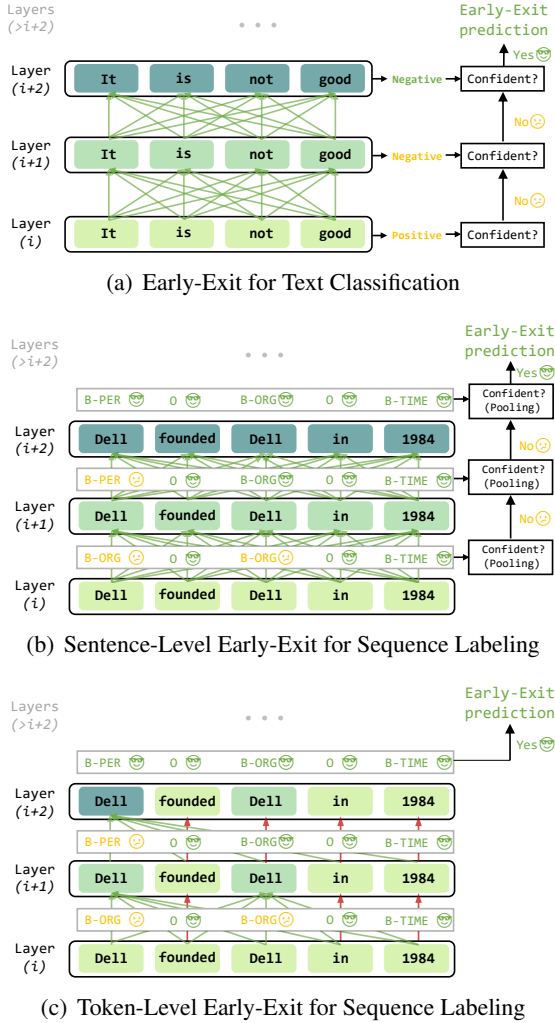 Layers
(>i+2)
Early-Exit
prediction
Yes
Layer
(i+2)
It is not good
Negative
Confident?
No
Layer
(i+1)
It is not good
Negative
Confident?
No
Layer
(i)
It is not good
Positive
Confident?
(a) Early-Exit for Text Classification
Layers
(>i+2)
Early-Exit
prediction
Yes
B-PER O B-ORG O B-TIME
Confident?
(Pooling)
Layer
(i+2)
Dell founded Dell in 1984
No
B-PER O B-ORG O B-TIME
Confident?
(Pooling)
Layer
(i+1)
Dell founded Dell in 1984
No
B-ORG O B-ORG O B-TIME
Confident?
(Pooling)
Layer
(i)
Dell founded Dell in 1984
(b) Sentence-Level Early-Exit for Sequence Labeling
Layers
(>i+2)
Early-Exit
prediction
Yes
B-PER O B-ORG O B-TIME
Layer
(i+2)
Dell founded Dell in 1984
B-PER O B-ORG O B-TIME
Layer
(i+1)
Dell founded Dell in 1984
B-ORG O B-ORG O B-TIME
Layer
(i)
Dell founded Dell in 1984
(c) Token-Level Early-Exit for Sequence Labeling